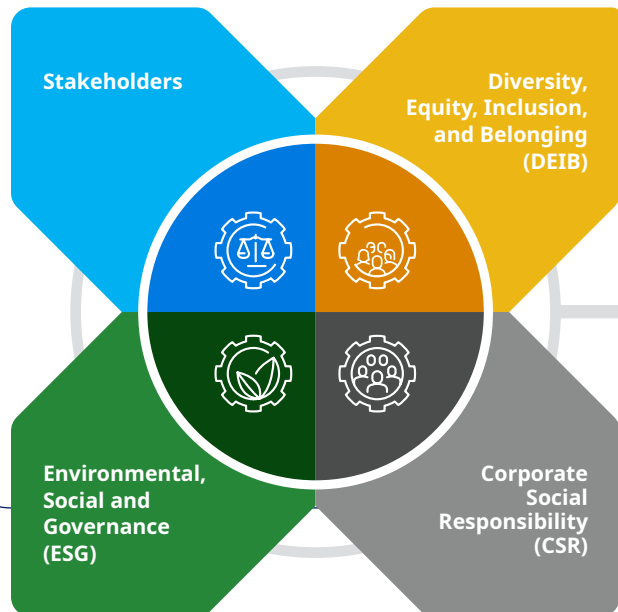 Stakeholders
Diversity,
Equity, Inclusion,
and Belonging
(DEIB)
Environmental,
Social and
Governance
(ESG)
Corporate
Social
Responsibility
(CSR)